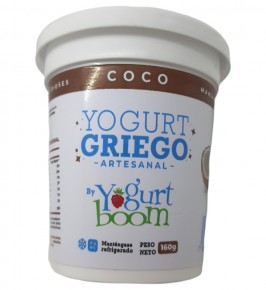 COCO
YOGURT
GRIEGO
-ARTESANAL-
By Yogurt
boom
Manténgase
refrigerado
PESO
NETO
160g